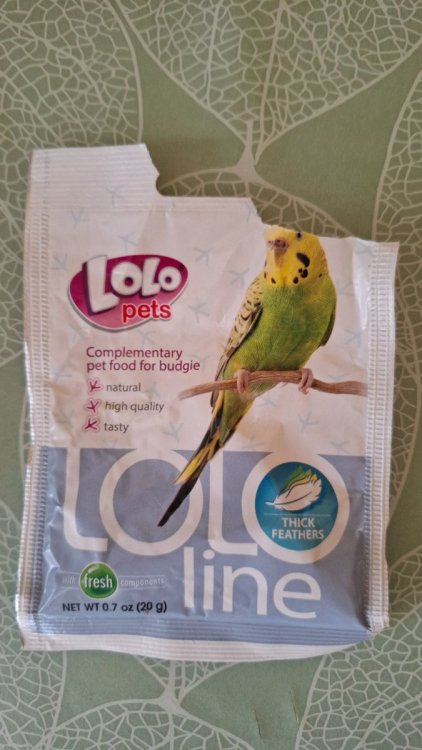 LOLO
pets
Complementary
pet food for budgie
natural
high quality
tasty
LOLO
line
THICK
FEATHERS
with fresh components
NET WT 0.7 oz (20 g)